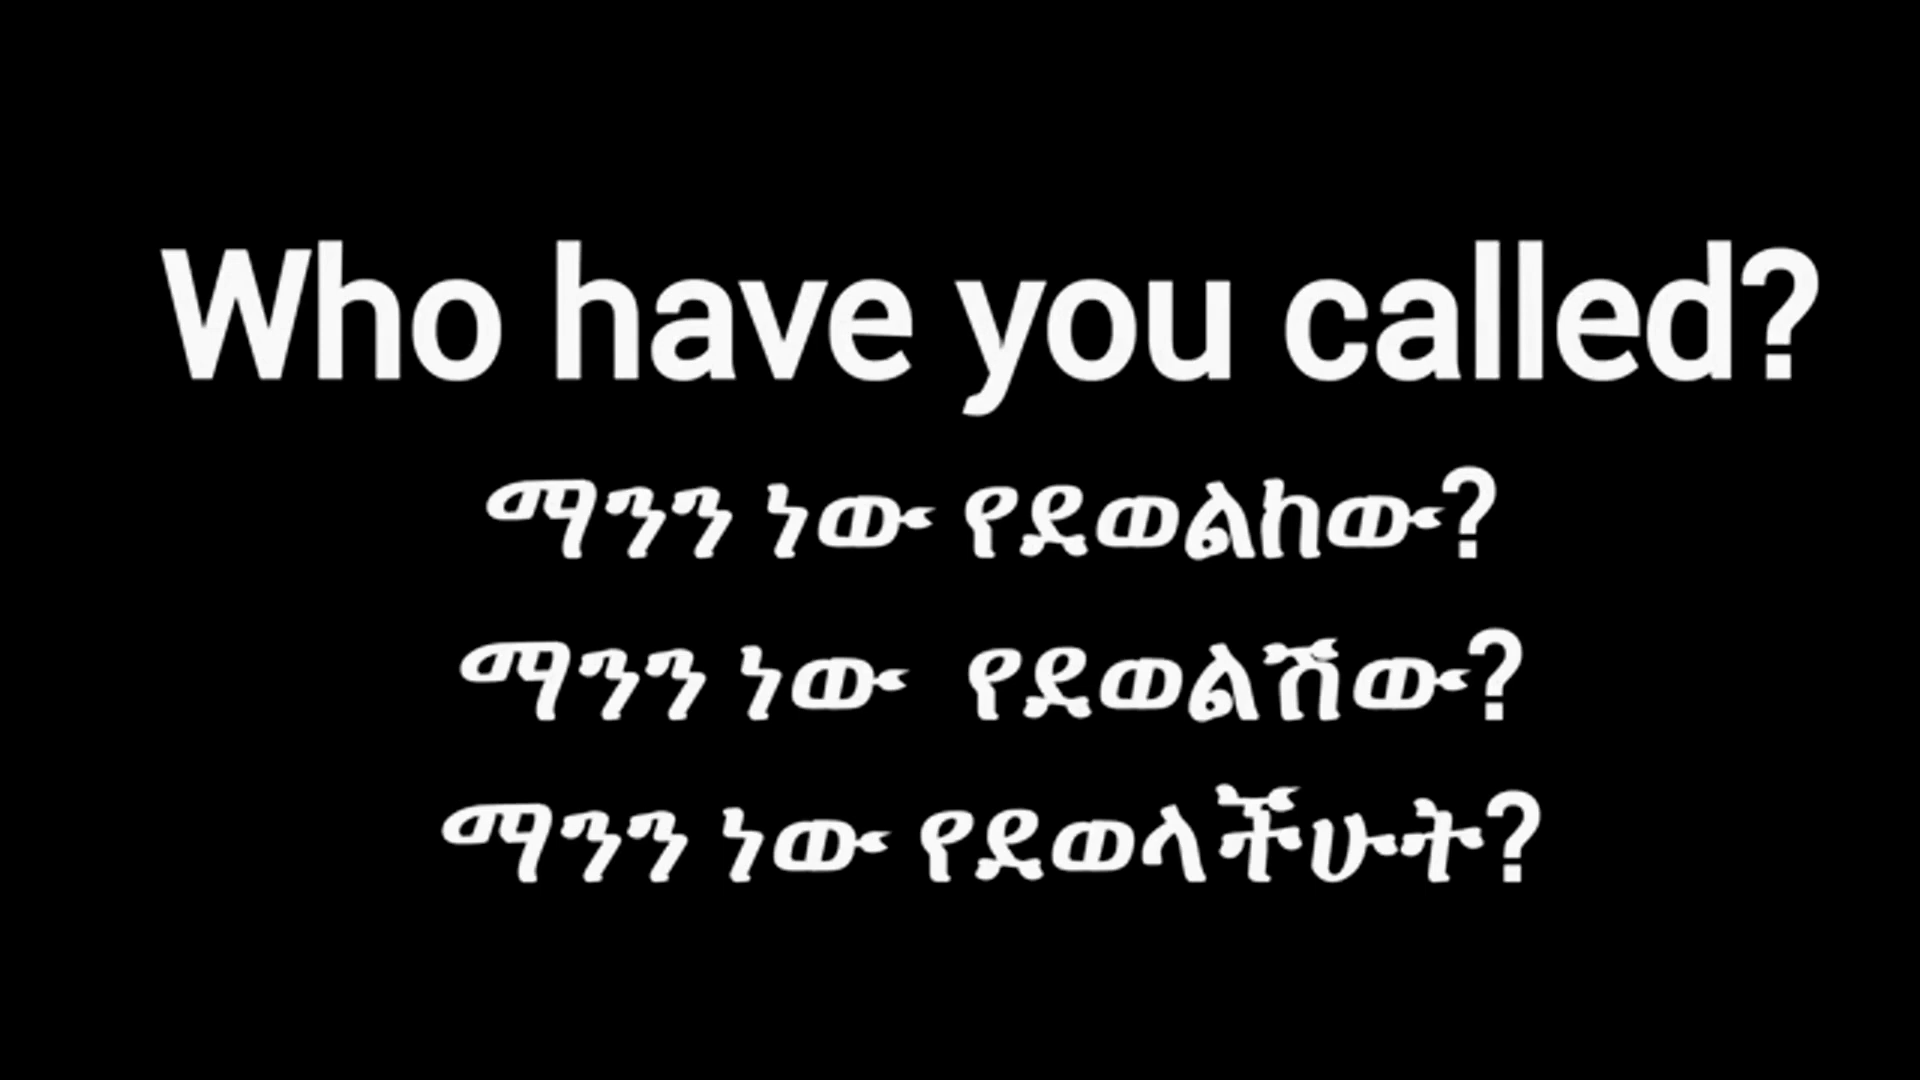 Who have you called?
ማንን ነው የደወልከው?
ማንን ነው የደወልሽው?
ማንን ነው የደወላችሁት?